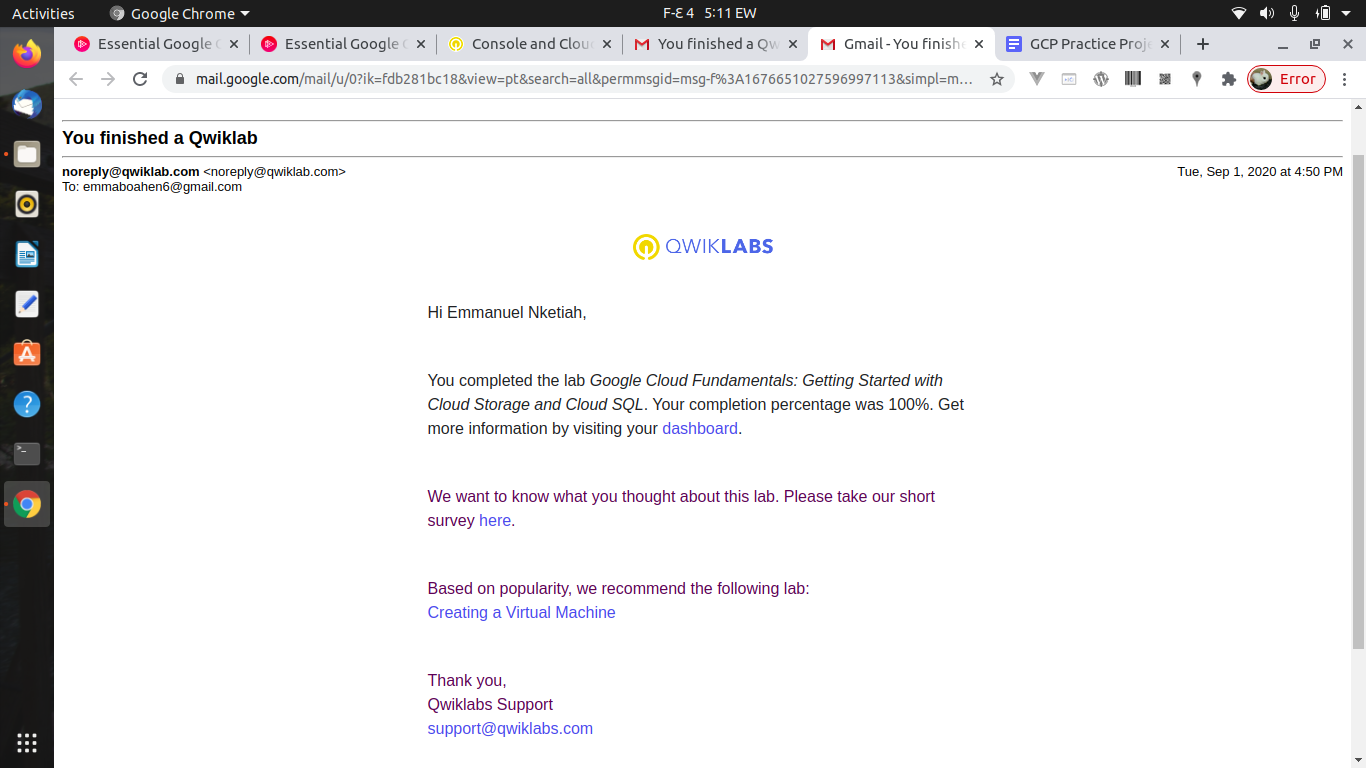 Activities Google Chrome F-Ɛ 4 5:11 EW
Essential Google C Essential Google C Console and Clou You finished a Qw Gmail - You finish GCP Practice Proj
mail.google.com/mail/u/0?ik=fdb281bc18&view=pt&search=all&permmsgid=msg-f%3A1676651027596997113&simpl=m… Error
You finished a Qwiklab
noreply@qwiklab.com <noreply@qwiklab.com> Tue, Sep 1, 2020 at 4:50 PM
To: emmaboahen6@gmail.com
QWIKLABS
Hi Emmanuel Nketiah,
You completed the lab Google Cloud Fundamentals: Getting Started with
Cloud Storage and Cloud SQL. Your completion percentage was 100%. Get
more information by visiting your dashboard.
We want to know what you thought about this lab. Please take our short
survey here.
Based on popularity, we recommend the following lab:
Creating a Virtual Machine
Thank you,
Qwiklabs Support
support@qwiklabs.com